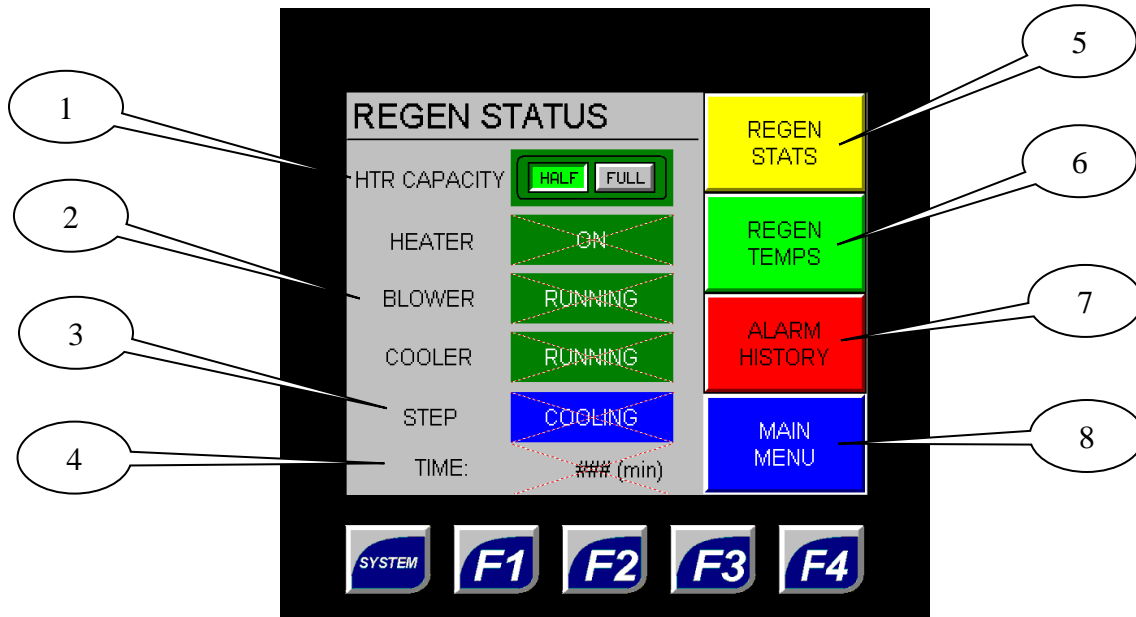 REGEN STATUS
HTR CAPACITY HALF FULL
HEATER ON
BLOWER RUNNING
COOLER RUNNING
STEP COOLING
TIME: ### (min)
REGEN
STATS
REGEN
TEMPS
ALARM
HISTORY
MAIN
MENU
SYSTEM F1 F2 F3 F4
1
2
3
4
5
6
7
8